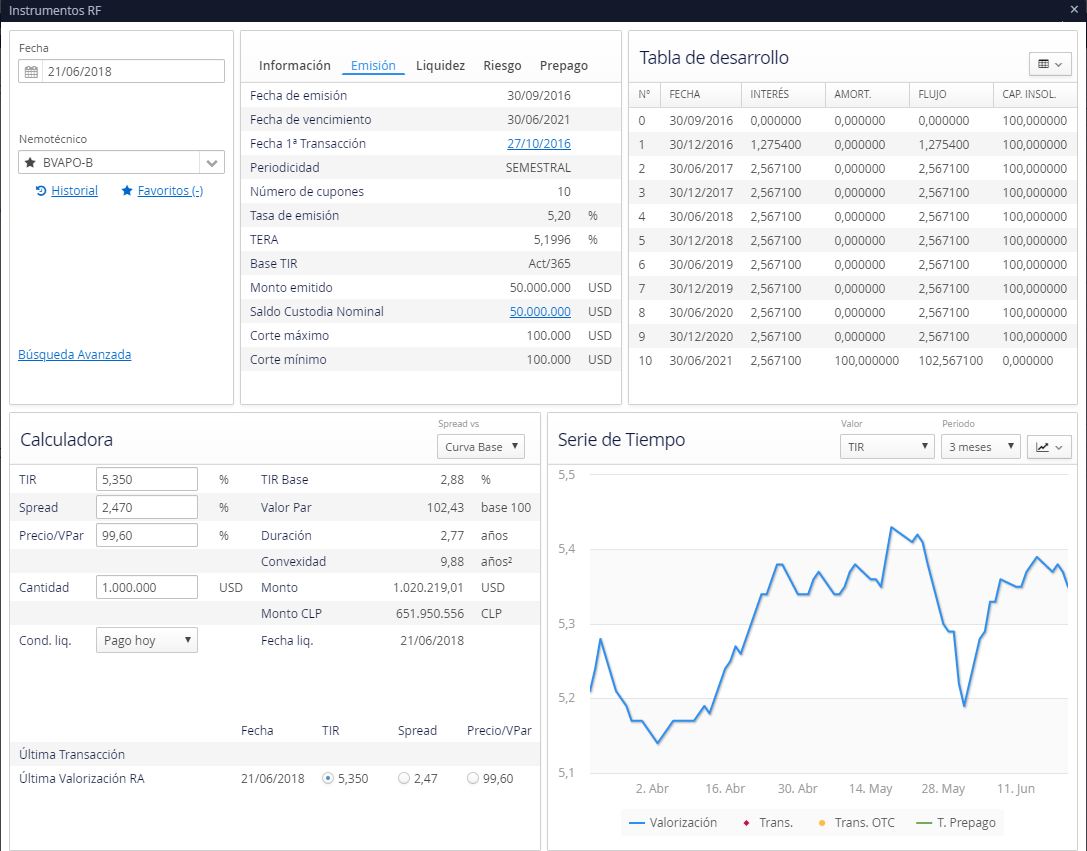 Instrumentos RF
Fecha
21/06/2018
Nemotécnico
BVAPO-B
Historial Favoritos (-)
Búsqueda Avanzada
Información Emisión Liquidez Riesgo Prepago
Fecha de emisión 30/09/2016
Fecha de vencimiento 30/06/2021
Fecha 1ª Transacción 27/10/2016
Periodicidad SEMESTRAL
Número de cupones 10
Tasa de emisión 5,20 %
TERA 5,1996 %
Base TIR Act/365
Monto emitido 50.000.000 USD
Saldo Custodia Nominal 50.000.000 USD
Corte máximo 100.000 USD
Corte mínimo 100.000 USD
Tabla de desarrollo
N° FECHA INTERÉS AMORT. FLUJO CAP. INSOL.
0 30/09/2016 0,000000 0,000000 0,000000 100,000000
1 30/12/2016 1,275400 0,000000 1,275400 100,000000
2 30/06/2017 2,567100 0,000000 2,567100 100,000000
3 30/12/2017 2,567100 0,000000 2,567100 100,000000
4 30/06/2018 2,567100 0,000000 2,567100 100,000000
5 30/12/2018 2,567100 0,000000 2,567100 100,000000
6 30/06/2019 2,567100 0,000000 2,567100 100,000000
7 30/12/2019 2,567100 0,000000 2,567100 100,000000
8 30/06/2020 2,567100 0,000000 2,567100 100,000000
9 30/12/2020 2,567100 0,000000 2,567100 100,000000
10 30/06/2021 2,567100 100,000000 102,567100 0,000000
Calculadora
Spread vs
Curva Base
TIR 5,350 % TIR Base 2,88 %
Spread 2,470 % Valor Par 102,43 base 100
Precio/VPar 99,60 % Duración 2,77 años
Convexidad 9,88 años²
Cantidad 1.000.000 USD Monto 1.020.219,01 USD
Monto CLP 651.950.556 CLP
Cond. liq. Pago hoy Fecha liq. 21/06/2018
Fecha TIR Spread Precio/VPar
Última Transacción
Última Valorización RA 21/06/2018 5,350 2,47 99,60
Serie de Tiempo
Valor
TIR
Periodo
3 meses
5,5
5,4
5,3
5,2
5,1
2. Abr 16. Abr 30. Abr 14. May 28. May 11. Jun
Valorización Trans. Trans. OTC T. Prepago